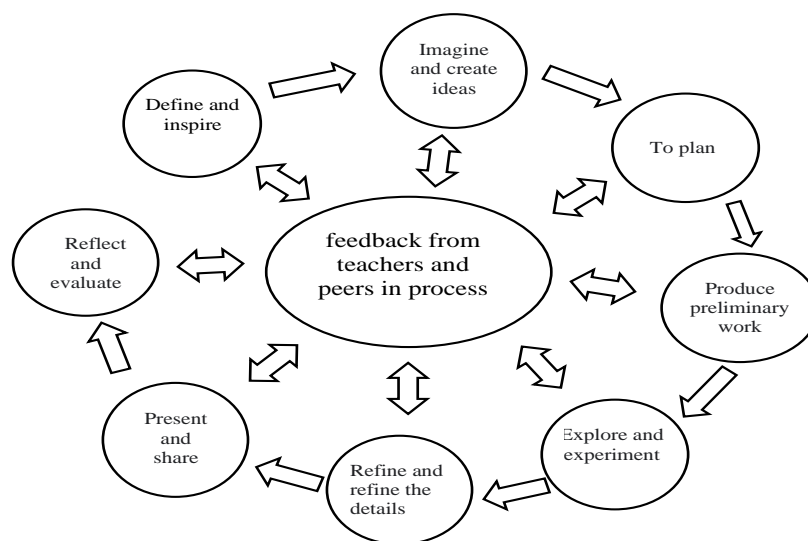 Imagine
and create
ideas
Define and
inspire
To plan
feedback from
teachers and
peers in process
Reflect
and
evaluate
Produce
preliminary
work
Present
and
share
Explore and
experiment
Refine and
refine the
details